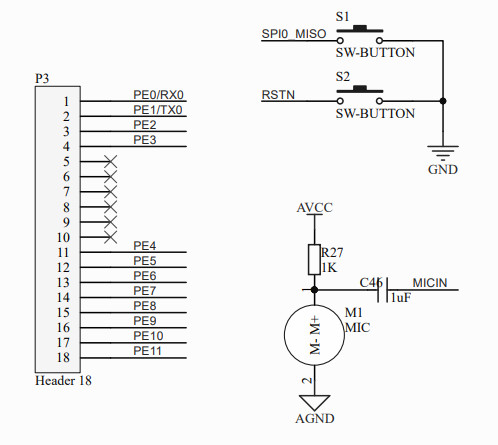 S1
SPI0_MISO
SW-BUTTON
S2
RSTN
SW-BUTTON
GND
P3
1 PE0/RX0
2 PE1/TX0
3 PE2
4 PE3
5
6
7
8
9
10
11 PE4
12 PE5
13 PE6
14 PE7
15 PE8
16 PE9
17 PE10
18 PE11
Header 18
AVCC
R27
1K
1
C46
1uF
MICIN
M1
MIC
M- M+
2
AGND